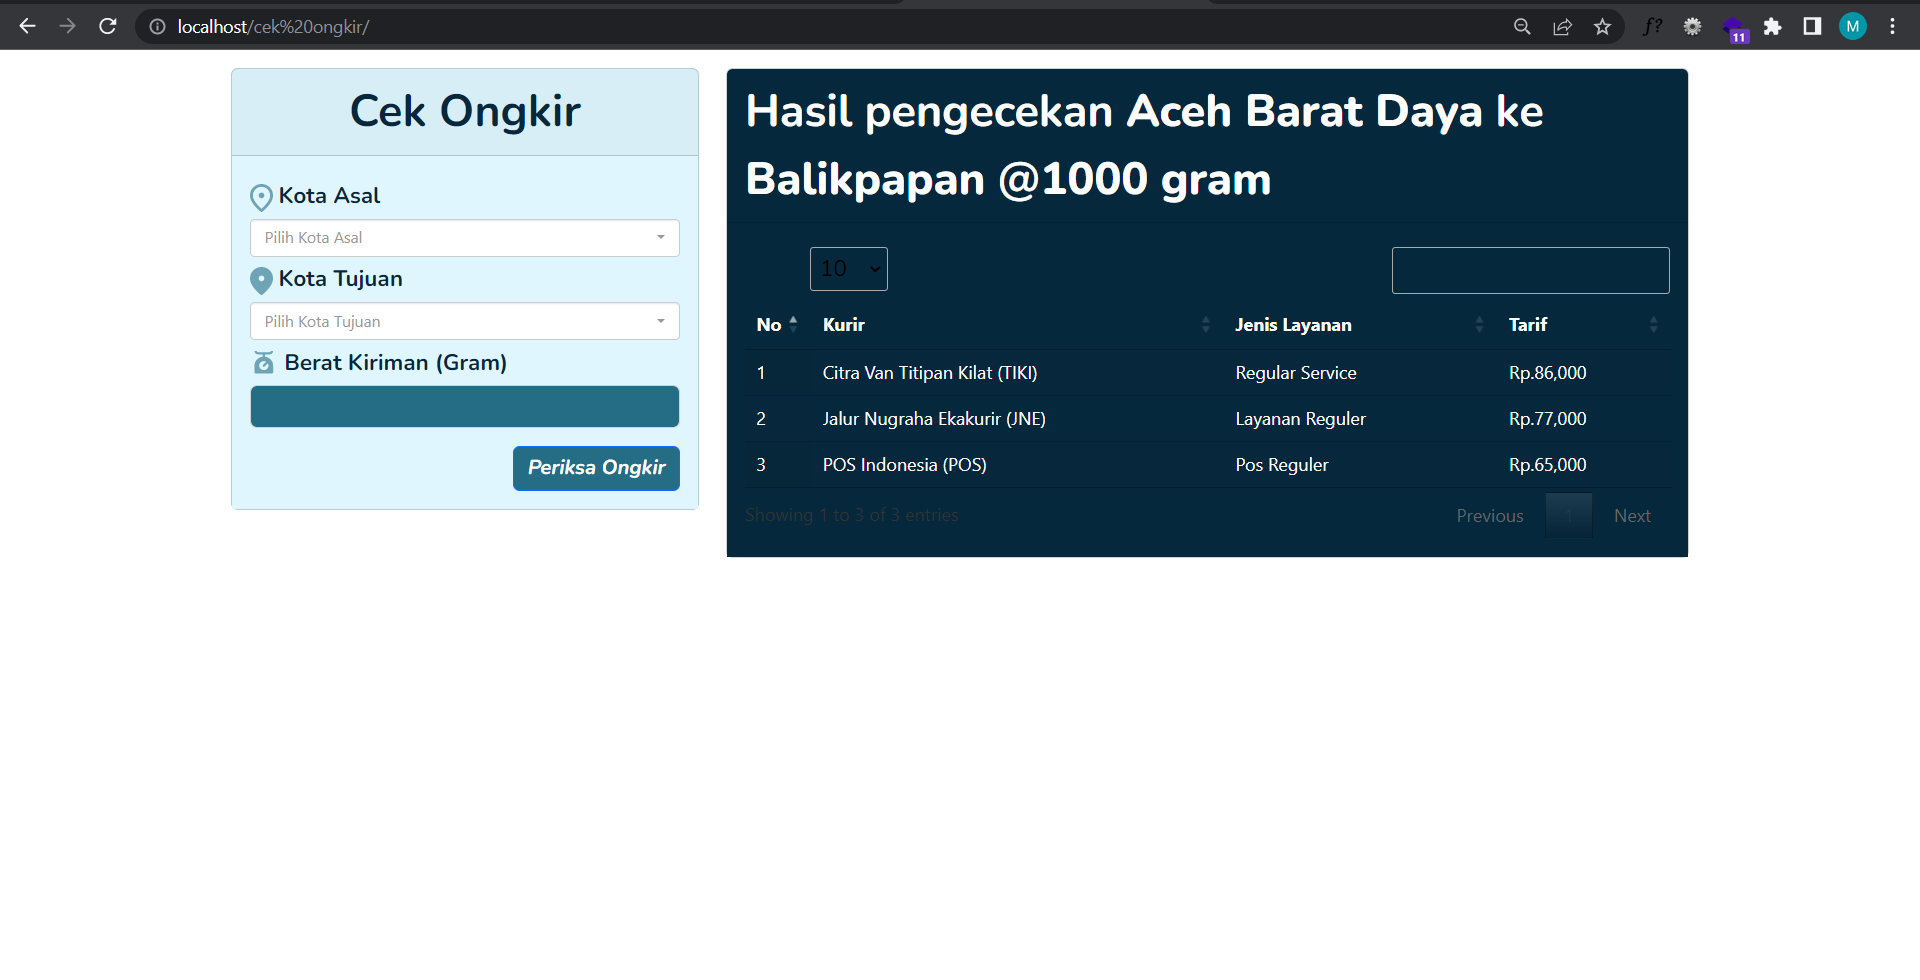 localhost/cek%20ongkir/
11
M
Cek Ongkir
Kota Asal
Pilih Kota Asal
Kota Tujuan
Pilih Kota Tujuan
Berat Kiriman (Gram)
Periksa Ongkir
Hasil pengecekan Aceh Barat Daya ke
Balikpapan @1000 gram
10
No Kurir Jenis Layanan Tarif
1 Citra Van Titipan Kilat (TIKI) Regular Service Rp.86,000
2 Jalur Nugraha Ekakurir (JNE) Layanan Reguler Rp.77,000
3 POS Indonesia (POS) Pos Reguler Rp.65,000
Showing 1 to 3 of 3 entries
Previous 1 Next